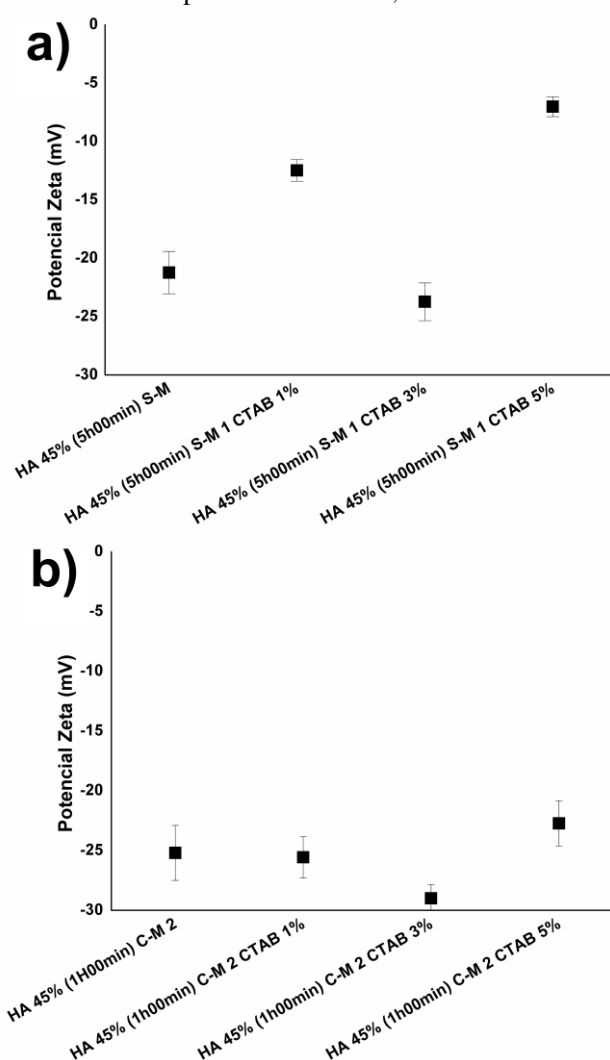 a)
Potencial Zeta (mV)
0
-5
-10
-15
-20
-25
-30
HA 45% (5h00min) S-M
HA 45% (5h00min) S-M 1 CTAB 1%
HA 45% (5h00min) S-M 1 CTAB 3%
HA 45% (5h00min) S-M 1 CTAB 5%
b)
Potencial Zeta (mV)
0
-5
-10
-15
-20
-25
-30
HA 45% (1H00min) C-M 2
HA 45% (1h00min) C-M 2 CTAB 1%
HA 45% (1h00min) C-M 2 CTAB 3%
HA 45% (1h00min) C-M 2 CTAB 5%